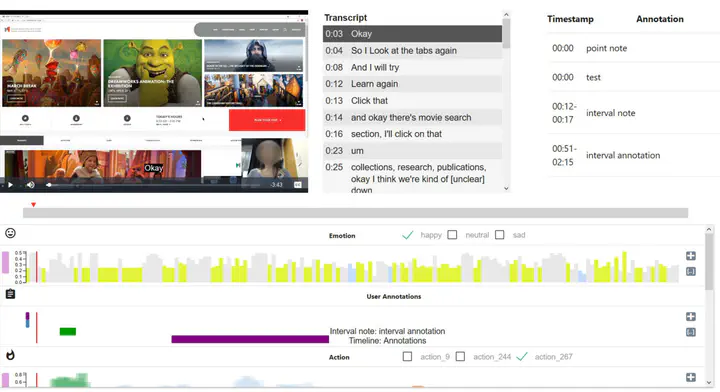 MARCH BREAK
DREAMWORKS ANIMATION: THE
EXHIBITION
TODAY'S HOURS
Okay
-3:43
Transcript
0:03 Okay
0:04 So I Look at the tabs again
0:08 And I will try
0:12 Learn again
0:13 Click that
0:14 and okay there's movie search
0:16 section, I'll click on that
0:23 um
0:25 collections, research, publications,
okay I think we're kind of [unclear]
down
Timestamp Annotation
00:00 point note
00:00 test
00:12-
00:17 interval note
00:51-
02:15 interval annotation
Emotion happy neutral sad
0.5
0.4
0.2
0.0
User Annotations
Interval note: interval annotation
Timeline: Annotations
Action action_9 action_244 action_267
0.6